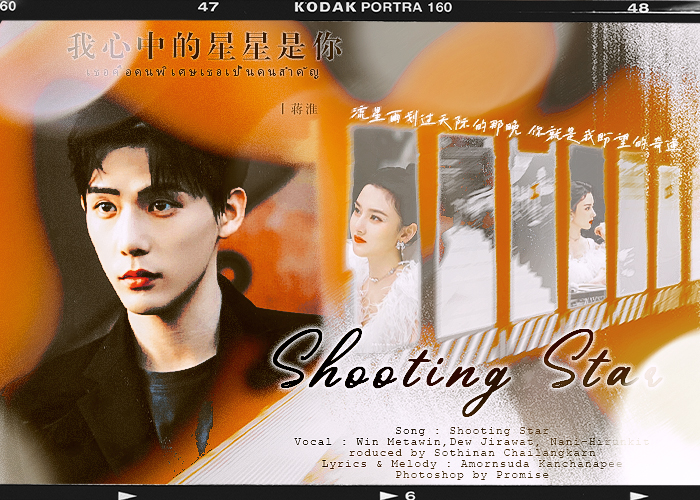 60 47 KODAK PORTRA 160 48
我心中的星星是你
เธอคือคนพิเศษเธอเป็นคนสำคัญ
| 蒋淮
流星雨划过天际的那晚 你就是我盼望的奇迹
Shooting Star
Song : Shooting Star
Vocal : Win Metawin,Dew Jirawat, Nani-Hirunkit
roduced by Sothinan Chailangkarn
Lyrics & Melody : Amornsuda Kanchanapee
Photoshop by Promise
6